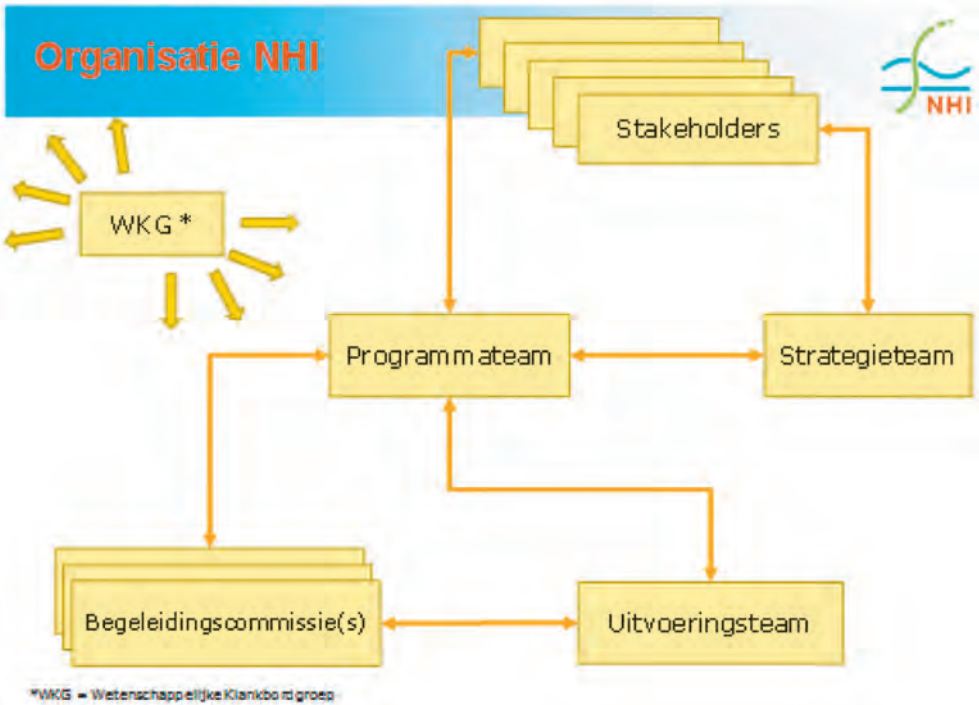 Organisatie NHI
NHI
Stakeholders
WKG *
Programmateam
Strategieteam
Begeleidingscommissie(s)
Uitvoeringsteam
*WKG = Wetenschappelijke Klankbordgroep